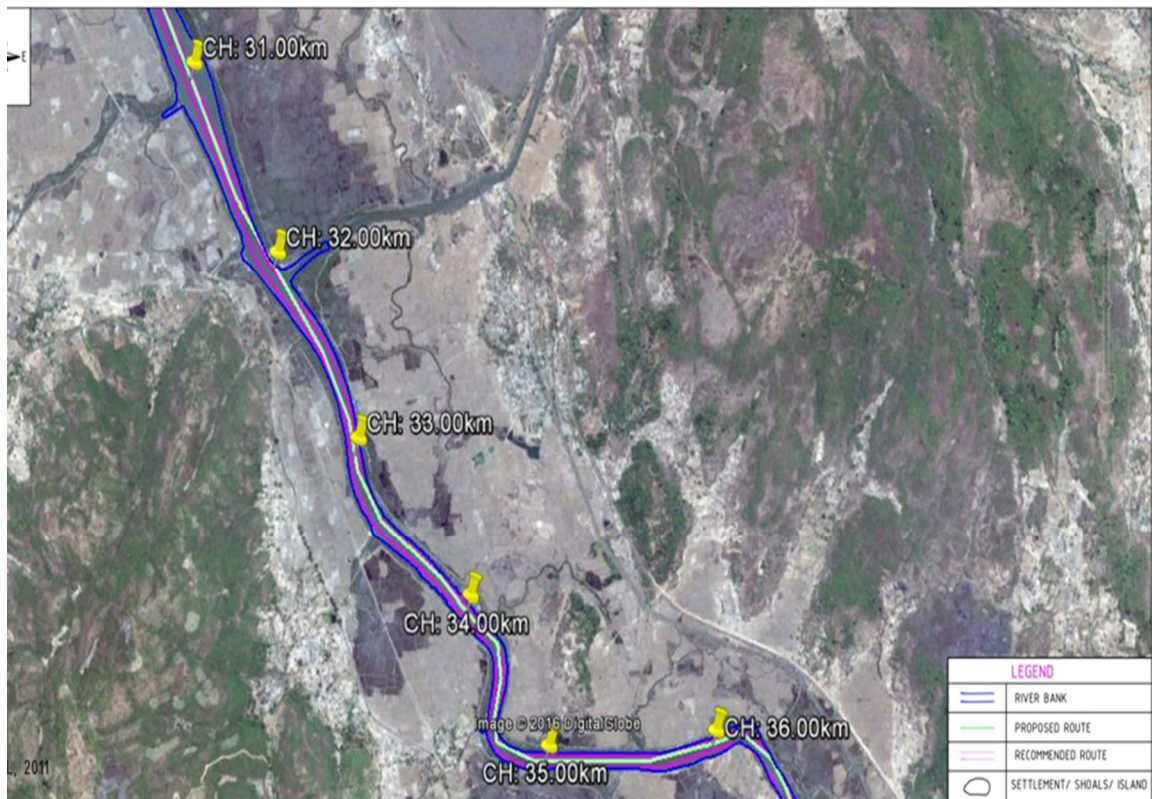 E
CH: 31.00km
CH: 32.00km
CH: 33.00km
CH: 34.00km
Image © 2016 DigitalGlobe
CH: 36.00km
CH: 35.00km
L, 2011
LEGEND
RIVER BANK
PROPOSED ROUTE
RECOMMENDED ROUTE
SETTLEMENT/ SHOALS/ ISLAND